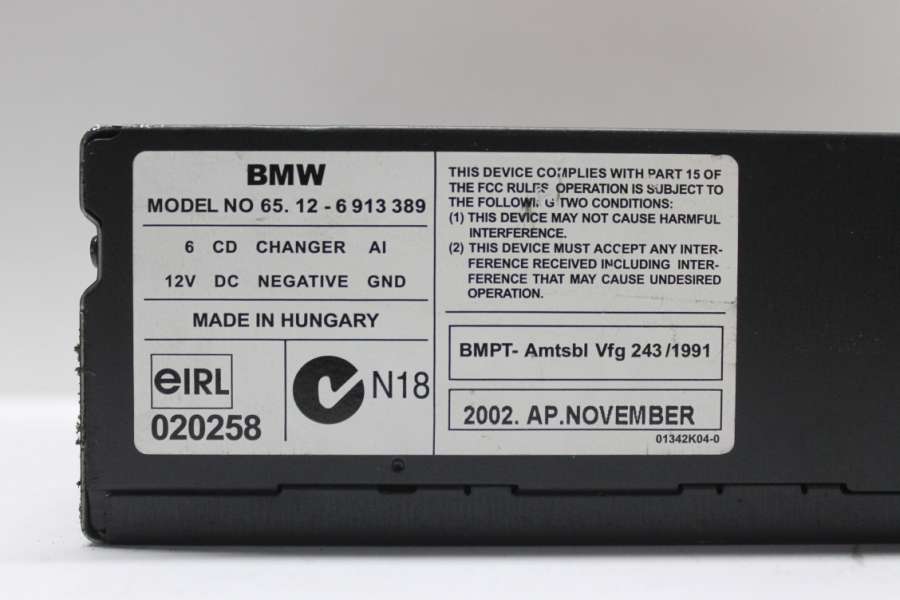 BMW
MODEL NO 65. 12 - 6 913 389
6 CD CHANGER AI
12V DC NEGATIVE GND
MADE IN HUNGARY
eIRL
020258
N18
THIS DEVICE COMPLIES WITH PART 15 OF
THE FCC RULES OPERATION IS SUBJECT TO
THE FOLLOWING TWO CONDITIONS:
(1) THIS DEVICE MAY NOT CAUSE HARMFUL
INTERFERENCE.
(2) THIS DEVICE MUST ACCEPT ANY INTER-
FERENCE RECEIVED INCLUDING INTER-
FERENCE THAT MAY CAUSE UNDESIRED
OPERATION.
BMPT- Amtsbl Vfg 243/1991
2002. AP.NOVEMBER
01342K04-0